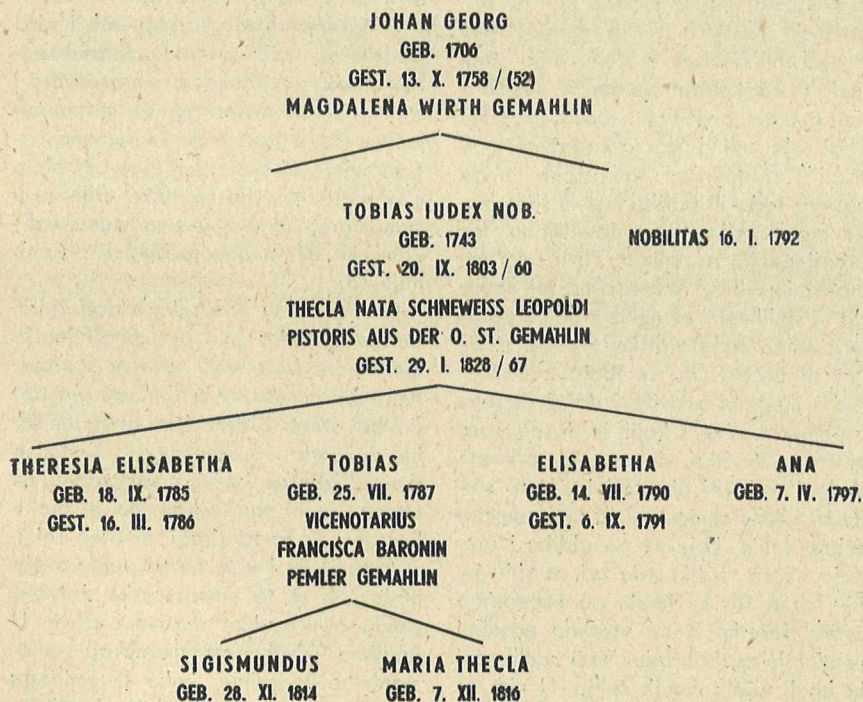 JOHAN GEORG
GEB. 1706
GEST. 13. X. 1758 / (52)
MAGDALENA WIRTH GEMAHLIN
TOBIAS IUDEX NOB.
GEB. 1743
GEST. 20. IX. 1803 / 60
NOBILITAS 16. I. 1792
THECLA NATA SCHNEWEISS LEOPOLDI
PISTORIS AUS DER O. ST. GEMAHLIN
GEST. 29. I. 1828 / 67
THERESIA ELISABETHA
GEB. 18. IX. 1785
GEST. 16. III. 1786
TOBIAS
GEB. 25. VII. 1787
VICENOTARIUS
FRANCISCA BARONIN
PEMLER GEMAHLIN
ELISABETHA
GEB. 14. VII. 1790
GEST. 6. IX. 1791
ANA
GEB. 7. IV. 1797.
SIGISMUNDUS
GEB. 28. XI. 1814
MARIA THECLA
GEB. 7. XII. 1816